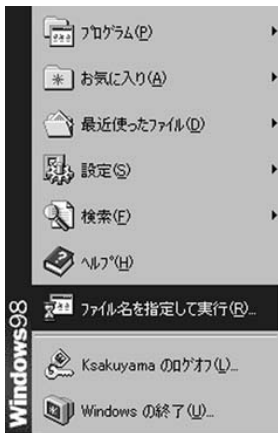 ﾌﾟﾛｸﾞﾗﾑ(P)
お気に入り(A)
最近使ったﾌｧｲﾙ(D)
設定(S)
検索(F)
ﾍﾙﾌﾟ(H)
ﾌｧｲﾙ名を指定して実行(R)...
Ksakuyama のﾛｸﾞｵﾌ(L)...
Windows の終了(U)...
Windows98